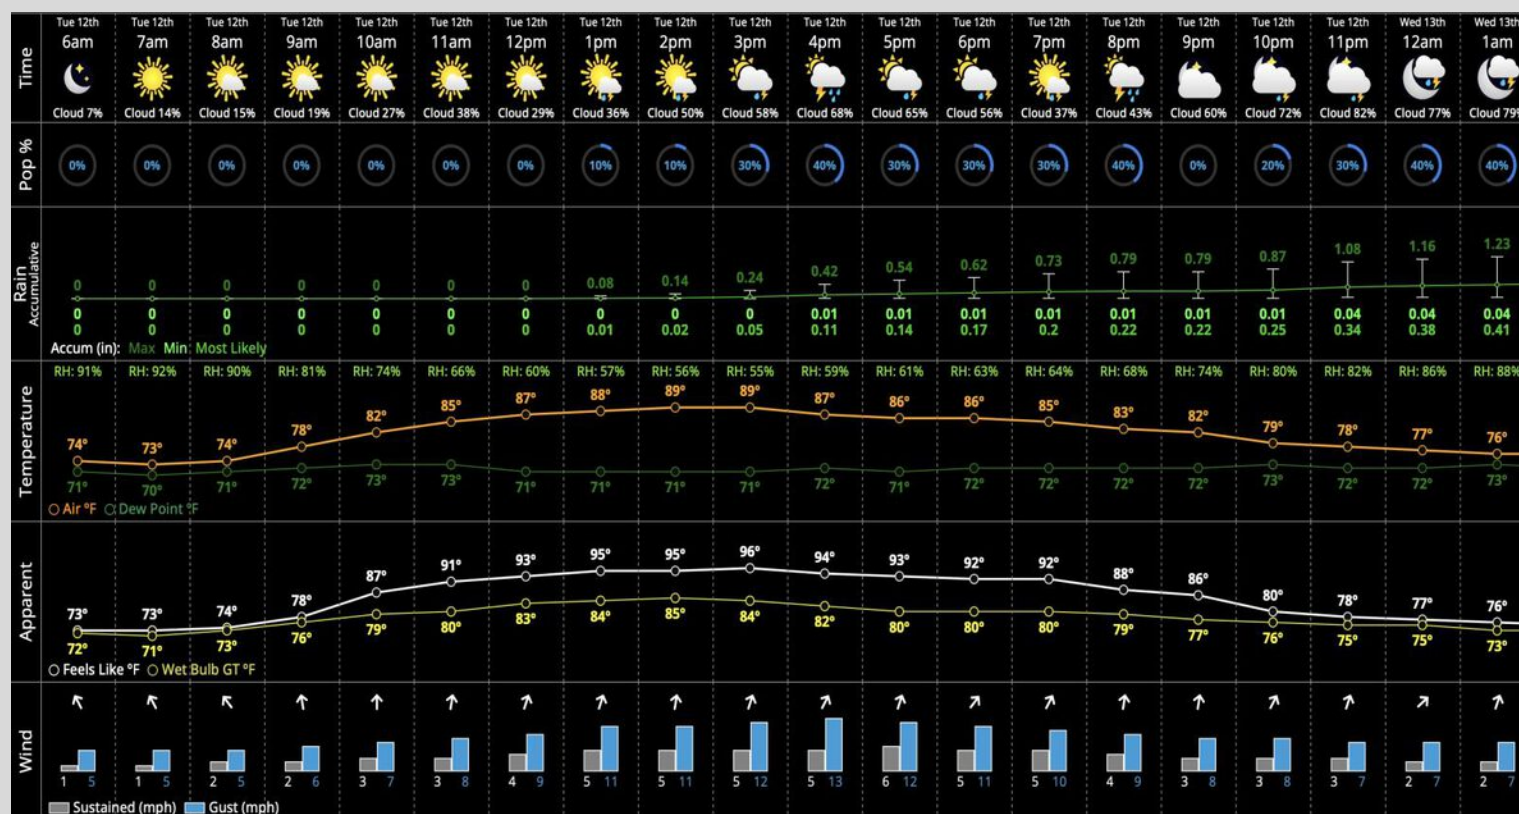 Tue 12th Tue 12th Tue 12th Tue 12th Tue 12th Tue 12th Tue 12th Tue 12th Tue 12th Tue 12th Tue 12th Tue 12th Tue 12th Tue 12th Tue 12th Tue 12th Tue 12th Tue 12th Wed 13th Wed 13th
6am 7am 8am 9am 10am 11am 12pm 1pm 2pm 3pm 4pm 5pm 6pm 7pm 8pm 9pm 10pm 11pm 12am 1am
Time
Cloud 7% Cloud 14% Cloud 15% Cloud 19% Cloud 27% Cloud 38% Cloud 29% Cloud 36% Cloud 50% Cloud 58% Cloud 68% Cloud 65% Cloud 56% Cloud 37% Cloud 43% Cloud 60% Cloud 72% Cloud 82% Cloud 77% Cloud 79%
Pop %
0% 0% 0% 0% 0% 0% 0% 10% 10% 30% 40% 30% 30% 30% 40% 0% 20% 30% 40% 40%
Rain
Accumulative
0 0 0 0 0 0 0 0.08 0.14 0.24 0.42 0.54 0.62 0.73 0.79 0.79 0.87 1.08 1.16 1.23
0 0 0 0 0 0 0 0 0 0 0.01 0.01 0.01 0.01 0.01 0.01 0.01 0.04 0.04 0.04
0 0 0 0 0 0 0 0.01 0.02 0.05 0.11 0.14 0.17 0.2 0.22 0.22 0.25 0.34 0.38 0.41
Accum (in): Max Min Most Likely
Temperature
RH: 91% RH: 92% RH: 90% RH: 81% RH: 74% RH: 66% RH: 60% RH: 57% RH: 56% RH: 55% RH: 59% RH: 61% RH: 63% RH: 64% RH: 68% RH: 74% RH: 80% RH: 82% RH: 86% RH: 88%
74° 73° 74° 78° 82° 85° 87° 88° 89° 89° 87° 86° 86° 85° 83° 82° 79° 78° 77° 76°
71° 70° 71° 72° 73° 73° 71° 71° 71° 71° 72° 71° 72° 72° 72° 72° 73° 72° 72° 73°
Air °F Dew Point °F
Apparent
73° 73° 74° 78° 87° 91° 93° 95° 95° 96° 94° 93° 92° 92° 88° 86° 80° 78° 77° 76°
72° 71° 73° 76° 79° 80° 83° 84° 85° 84° 82° 80° 80° 80° 79° 77° 76° 75° 75° 73°
Feels Like °F Wet Bulb GT °F
Wind
1 5 1 5 2 5 2 6 3 7 3 8 4 9 5 11 5 11 5 12 5 13 6 12 5 11 5 10 4 9 3 8 3 8 3 7 2 7 2 7
Sustained (mph) Gust (mph)